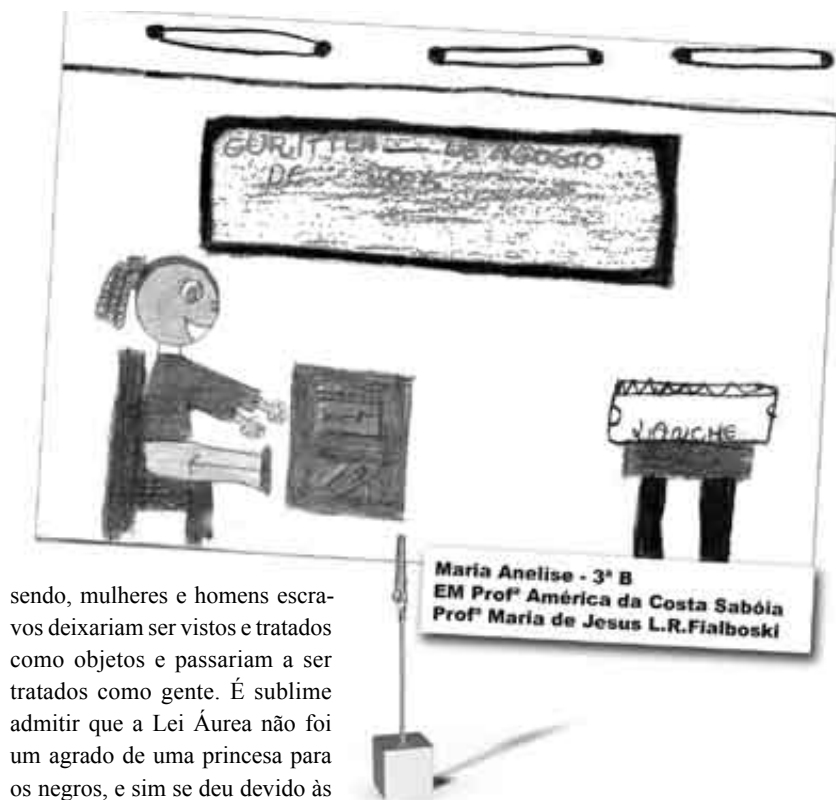 CURITIBA — DE AGOSTO
DE
LANCHE
Maria Anelise - 3ª B
EM Profª América da Costa Sabóia
Profª Maria de Jesus L.R.Fialboski
sendo, mulheres e homens escra-
vos deixariam ser vistos e tratados
como objetos e passariam a ser
tratados como gente. É sublime
admitir que a Lei Áurea não foi
um agrado de uma princesa para
os negros, e sim se deu devido às